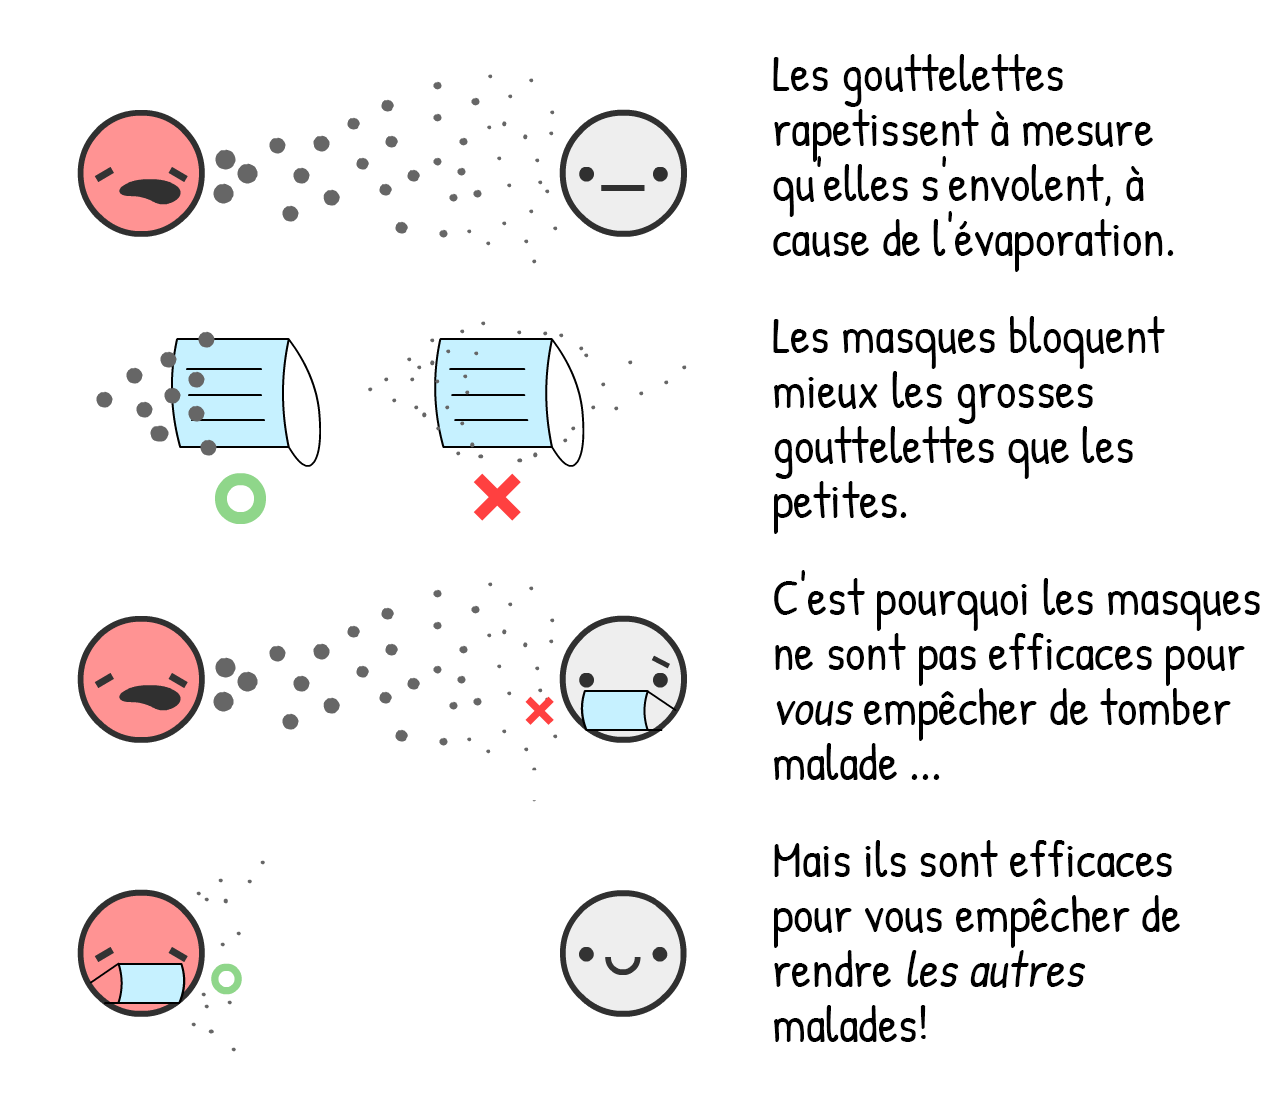 Les gouttelettes
rapetissent à mesure
qu'elles s'envolent, à
cause de l'évaporation.
Les masques bloquent
mieux les grosses
gouttelettes que les
petites.
C'est pourquoi les masques
ne sont pas efficaces pour
vous empêcher de tomber
malade ...
Mais ils sont efficaces
pour vous empêcher de
rendre les autres
malades!